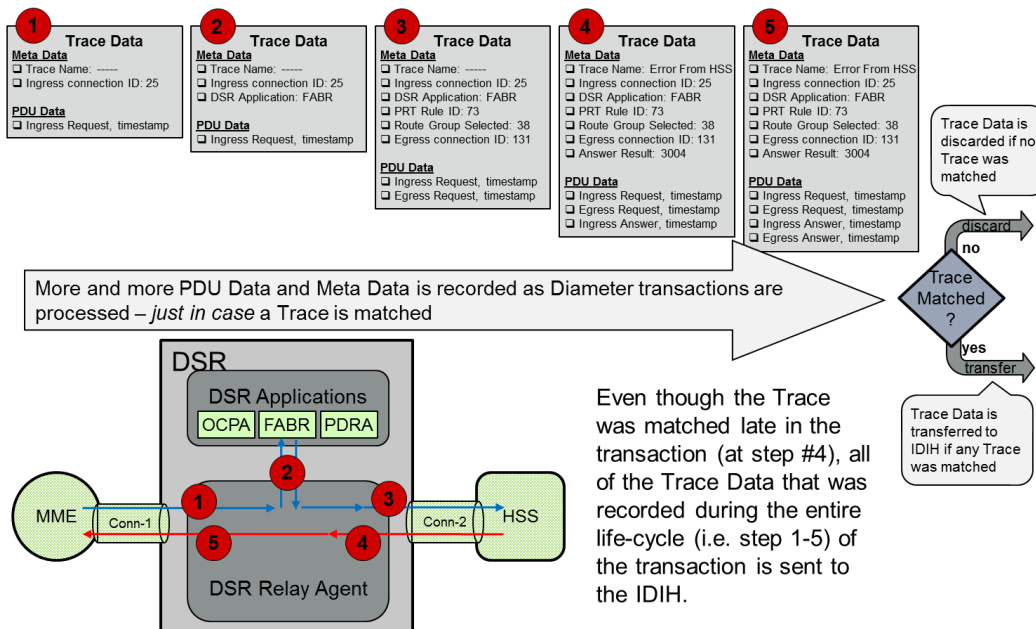 1
Trace Data
Meta Data
❑ Trace Name: -----
❑ Ingress connection ID: 25
PDU Data
❑ Ingress Request, timestamp
2
Trace Data
Meta Data
❑ Trace Name: -----
❑ Ingress connection ID: 25
❑ DSR Application: FABR
PDU Data
❑ Ingress Request, timestamp
3
Trace Data
Meta Data
❑ Trace Name: -----
❑ Ingress connection ID: 25
❑ DSR Application: FABR
❑ PRT Rule ID: 73
❑ Route Group Selected: 38
❑ Egress connection ID: 131
PDU Data
❑ Ingress Request, timestamp
❑ Egress Request, timestamp
4
Trace Data
Meta Data
❑ Trace Name: Error From HSS
❑ Ingress connection ID: 25
❑ DSR Application: FABR
❑ PRT Rule ID: 73
❑ Route Group Selected: 38
❑ Egress connection ID: 131
❑ Answer Result: 3004
PDU Data
❑ Ingress Request, timestamp
❑ Egress Request, timestamp
❑ Ingress Answer, timestamp
5
Trace Data
Meta Data
❑ Trace Name: Error From HSS
❑ Ingress connection ID: 25
❑ DSR Application: FABR
❑ PRT Rule ID: 73
❑ Route Group Selected: 38
❑ Egress connection ID: 131
❑ Answer Result: 3004
PDU Data
❑ Ingress Request, timestamp
❑ Egress Request, timestamp
❑ Ingress Answer, timestamp
❑ Egress Answer, timestamp
Trace Data is
discarded if no
Trace was
matched
discard
no
Trace
Matched
?
yes
transfer
Trace Data is
transferred to
IDIH if any Trace
was matched
More and more PDU Data and Meta Data is recorded as Diameter transactions are
processed – just in case a Trace is matched
DSR
DSR Applications
OCPA
FABR
PDRA
2
1
3
MME
Conn-1
Conn-2
HSS
5
4
DSR Relay Agent
Even though the Trace
was matched late in the
transaction (at step #4), all
of the Trace Data that was
recorded during the entire
life-cycle (i.e. step 1-5) of
the transaction is sent to
the IDIH.